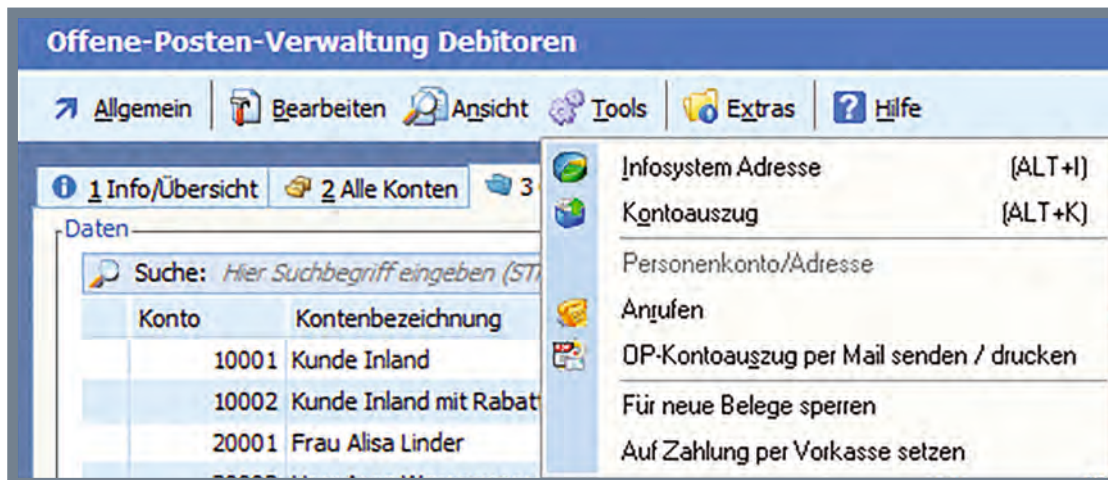 Offene-Posten-Verwaltung Debitoren
Allgemein Bearbeiten Ansicht Tools Extras Hilfe
1 Info/Übersicht 2 Alle Konten 3
Daten
Suche: Hier Suchbegriff eingeben
Konto Kontenbezeichnung
10001 Kunde Inland
10002 Kunde Inland mit Rabatt
20001 Frau Alisa Linder
Infosystem Adresse (ALT+I)
Kontoauszug (ALT+K)
Personenkonto/Adresse
Anrufen
OP-Kontoauszug per Mail senden / drucken
Für neue Belege sperren
Auf Zahlung per Vorkasse setzen